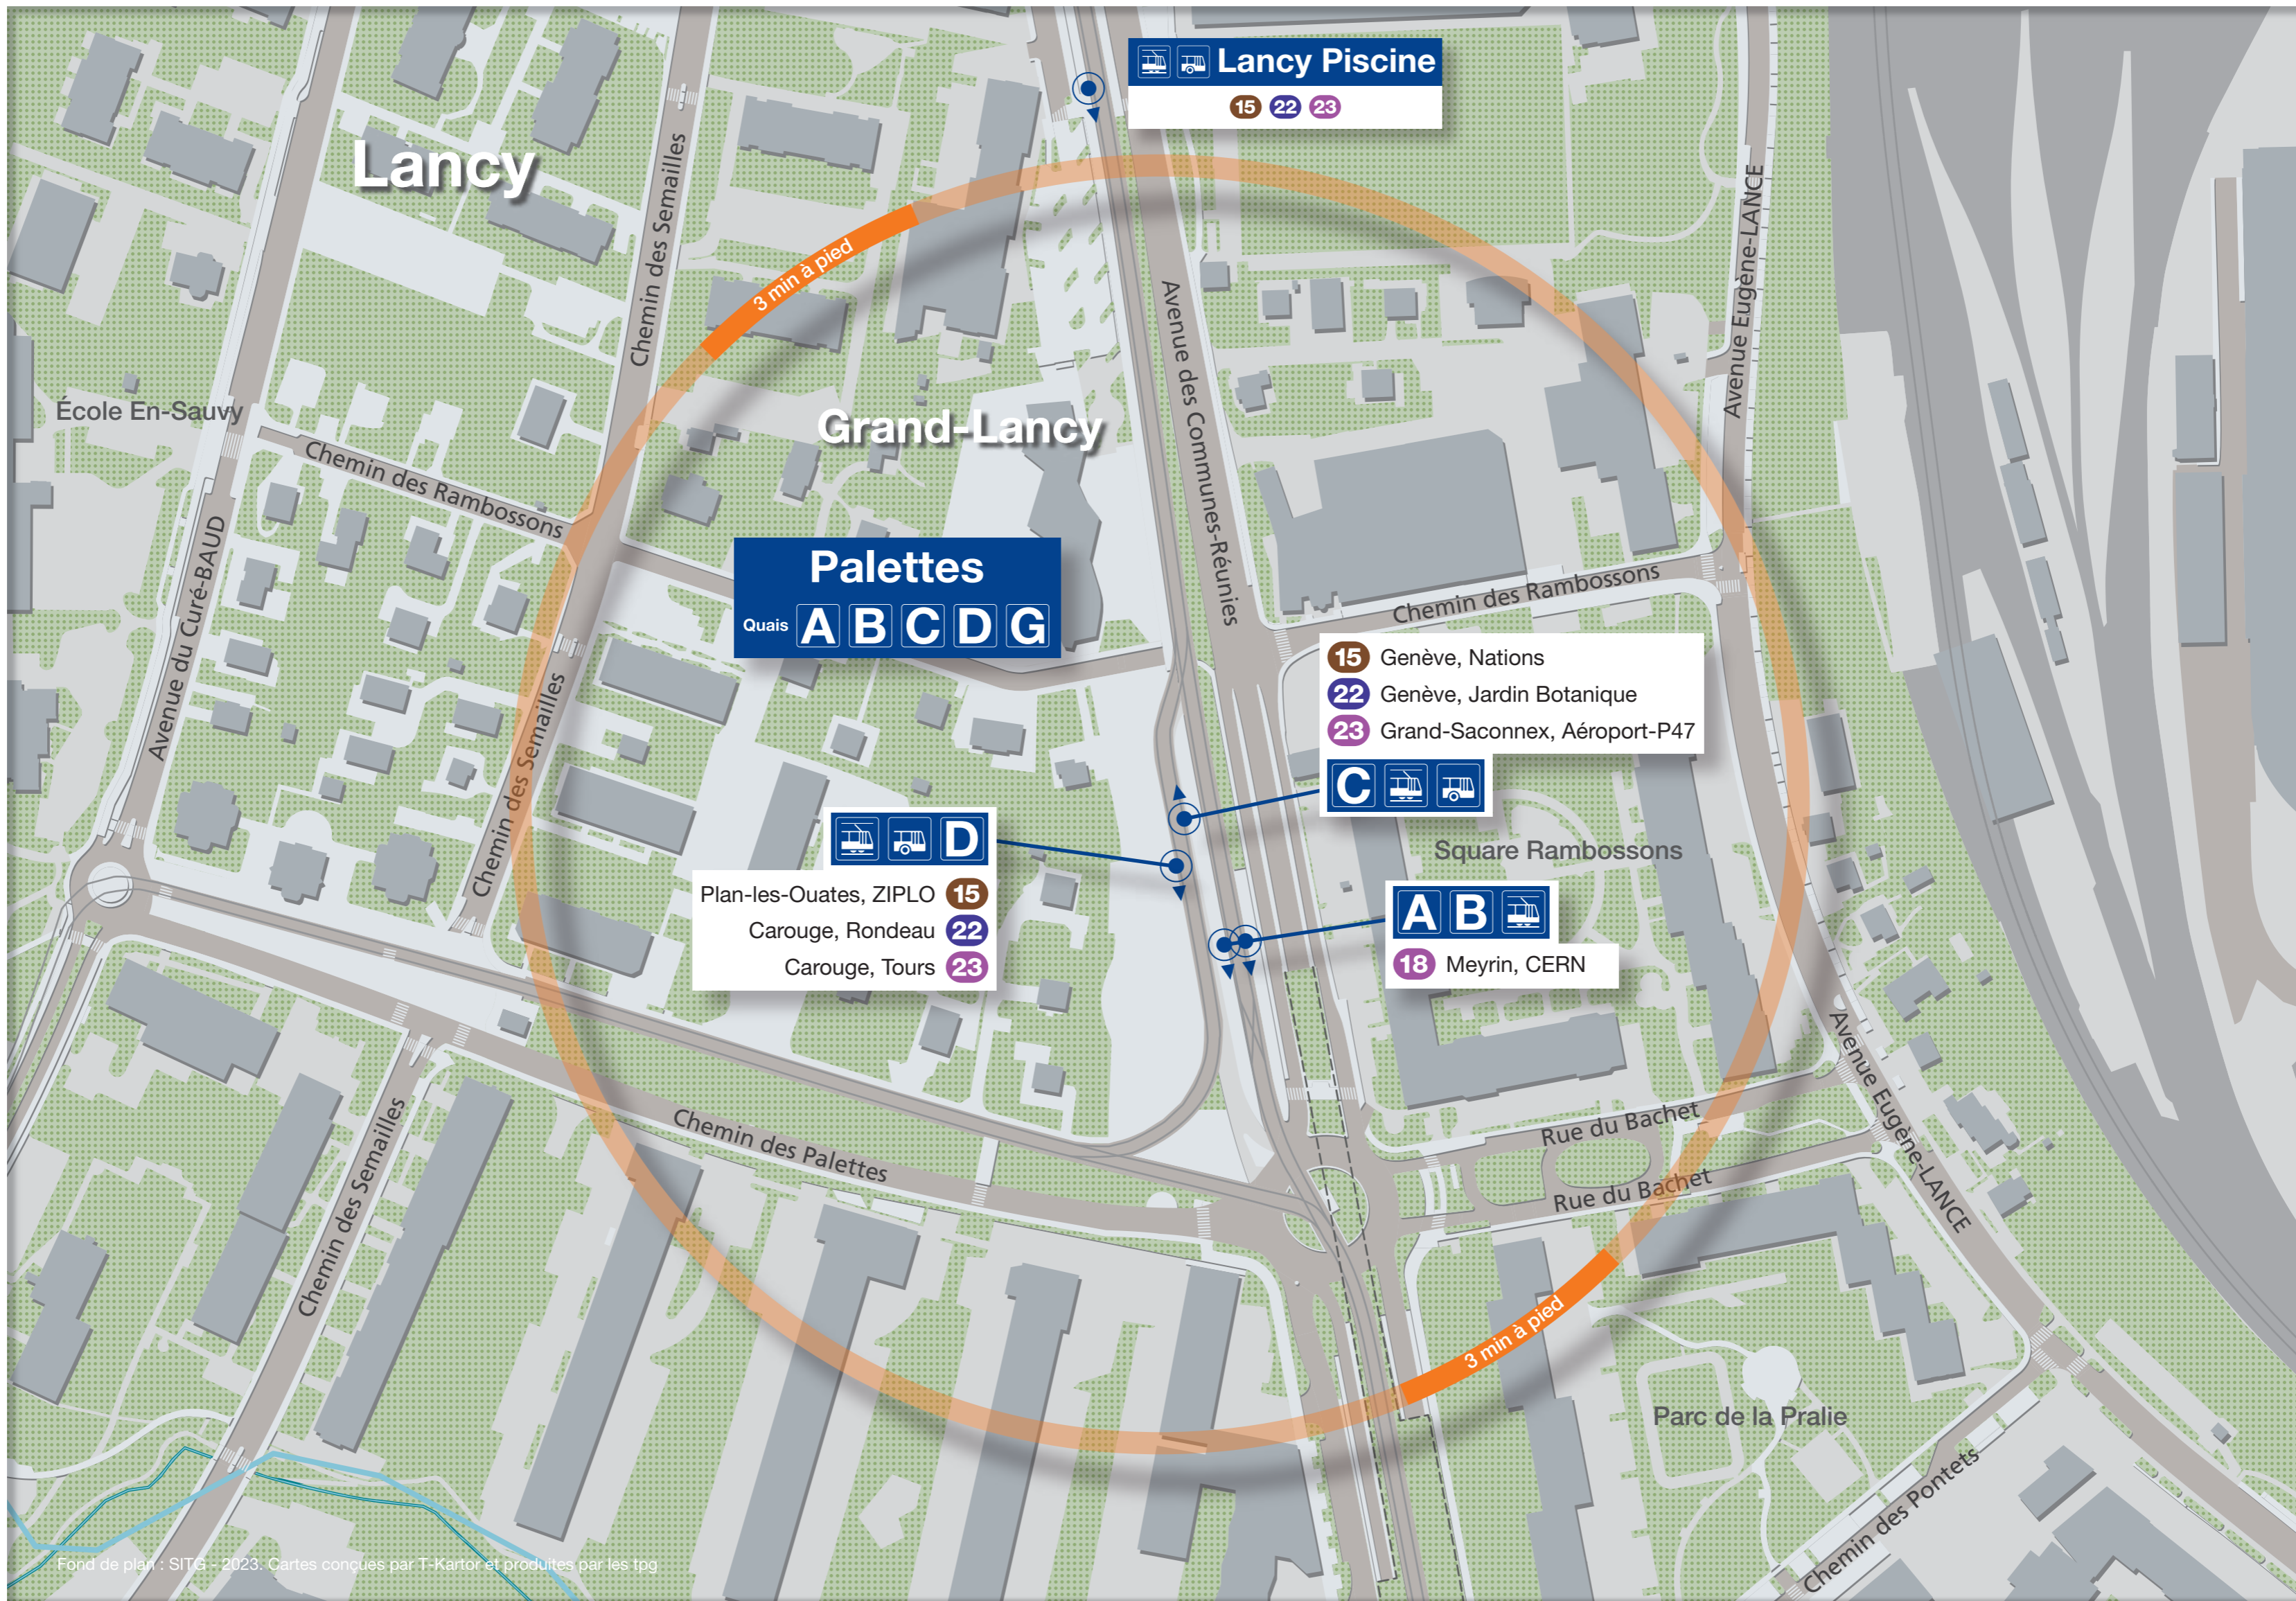 Lancy Piscine
15 22 23
Lancy
Chemin des Semailles
Avenue Eugène-LANCE
3 min à pied
Avenue des Communes-Réunies
Avenue Eugène-LANCE
École En-Sauvy
Grand-Lancy
Chemin des Rambossons
Avenue du Curé-BAUD
Palettes
Quais A B C D G
Chemin des Rambossons
15 Genève, Nations
22 Genève, Jardin Botanique
23 Grand-Saconnex, Aéroport-P47
C
Chemin des Semailles
D
Plan-les-Ouates, ZIPLO 15
Carouge, Rondeau 22
Carouge, Tours 23
Square Rambossons
A B
18 Meyrin, CERN
Avenue Eugène-LANCE
Chemin des Semailles
Chemin des Palettes
Rue du Bachet
Rue du Bachet
3 min à pied
Parc de la Pralie
Chemin des Pontets
Fond de plan : SITG - 2023. Cartes conçues par T-Kartor et produites par les tpg